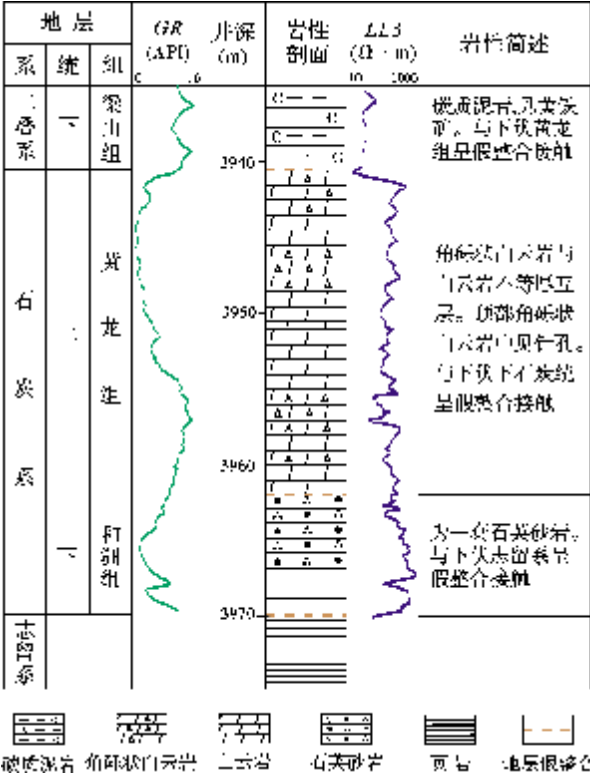 地 层
GR
(API)
井深
(m)
岩性
剖面
LLS
(Ω·m)
岩性简述
系 统 组
0
10 1000
系
下
梁
山
组
碳质泥岩,见黄铁
矿。与下伏黄龙
组呈假整合接触
3940
石
炭
系
黄
龙
组
角砾状白云岩与
白云岩不等厚互
层。顶部角砾状
白云岩中见针孔。
与下伏下石炭统
呈假整合接触
3950
3960
下
组
为一套石英砂岩。
与下伏志留系呈
假整合接触
3970
系
碳质泥岩 角砾状白云岩 白云岩 石英砂岩 页岩 地层假整合